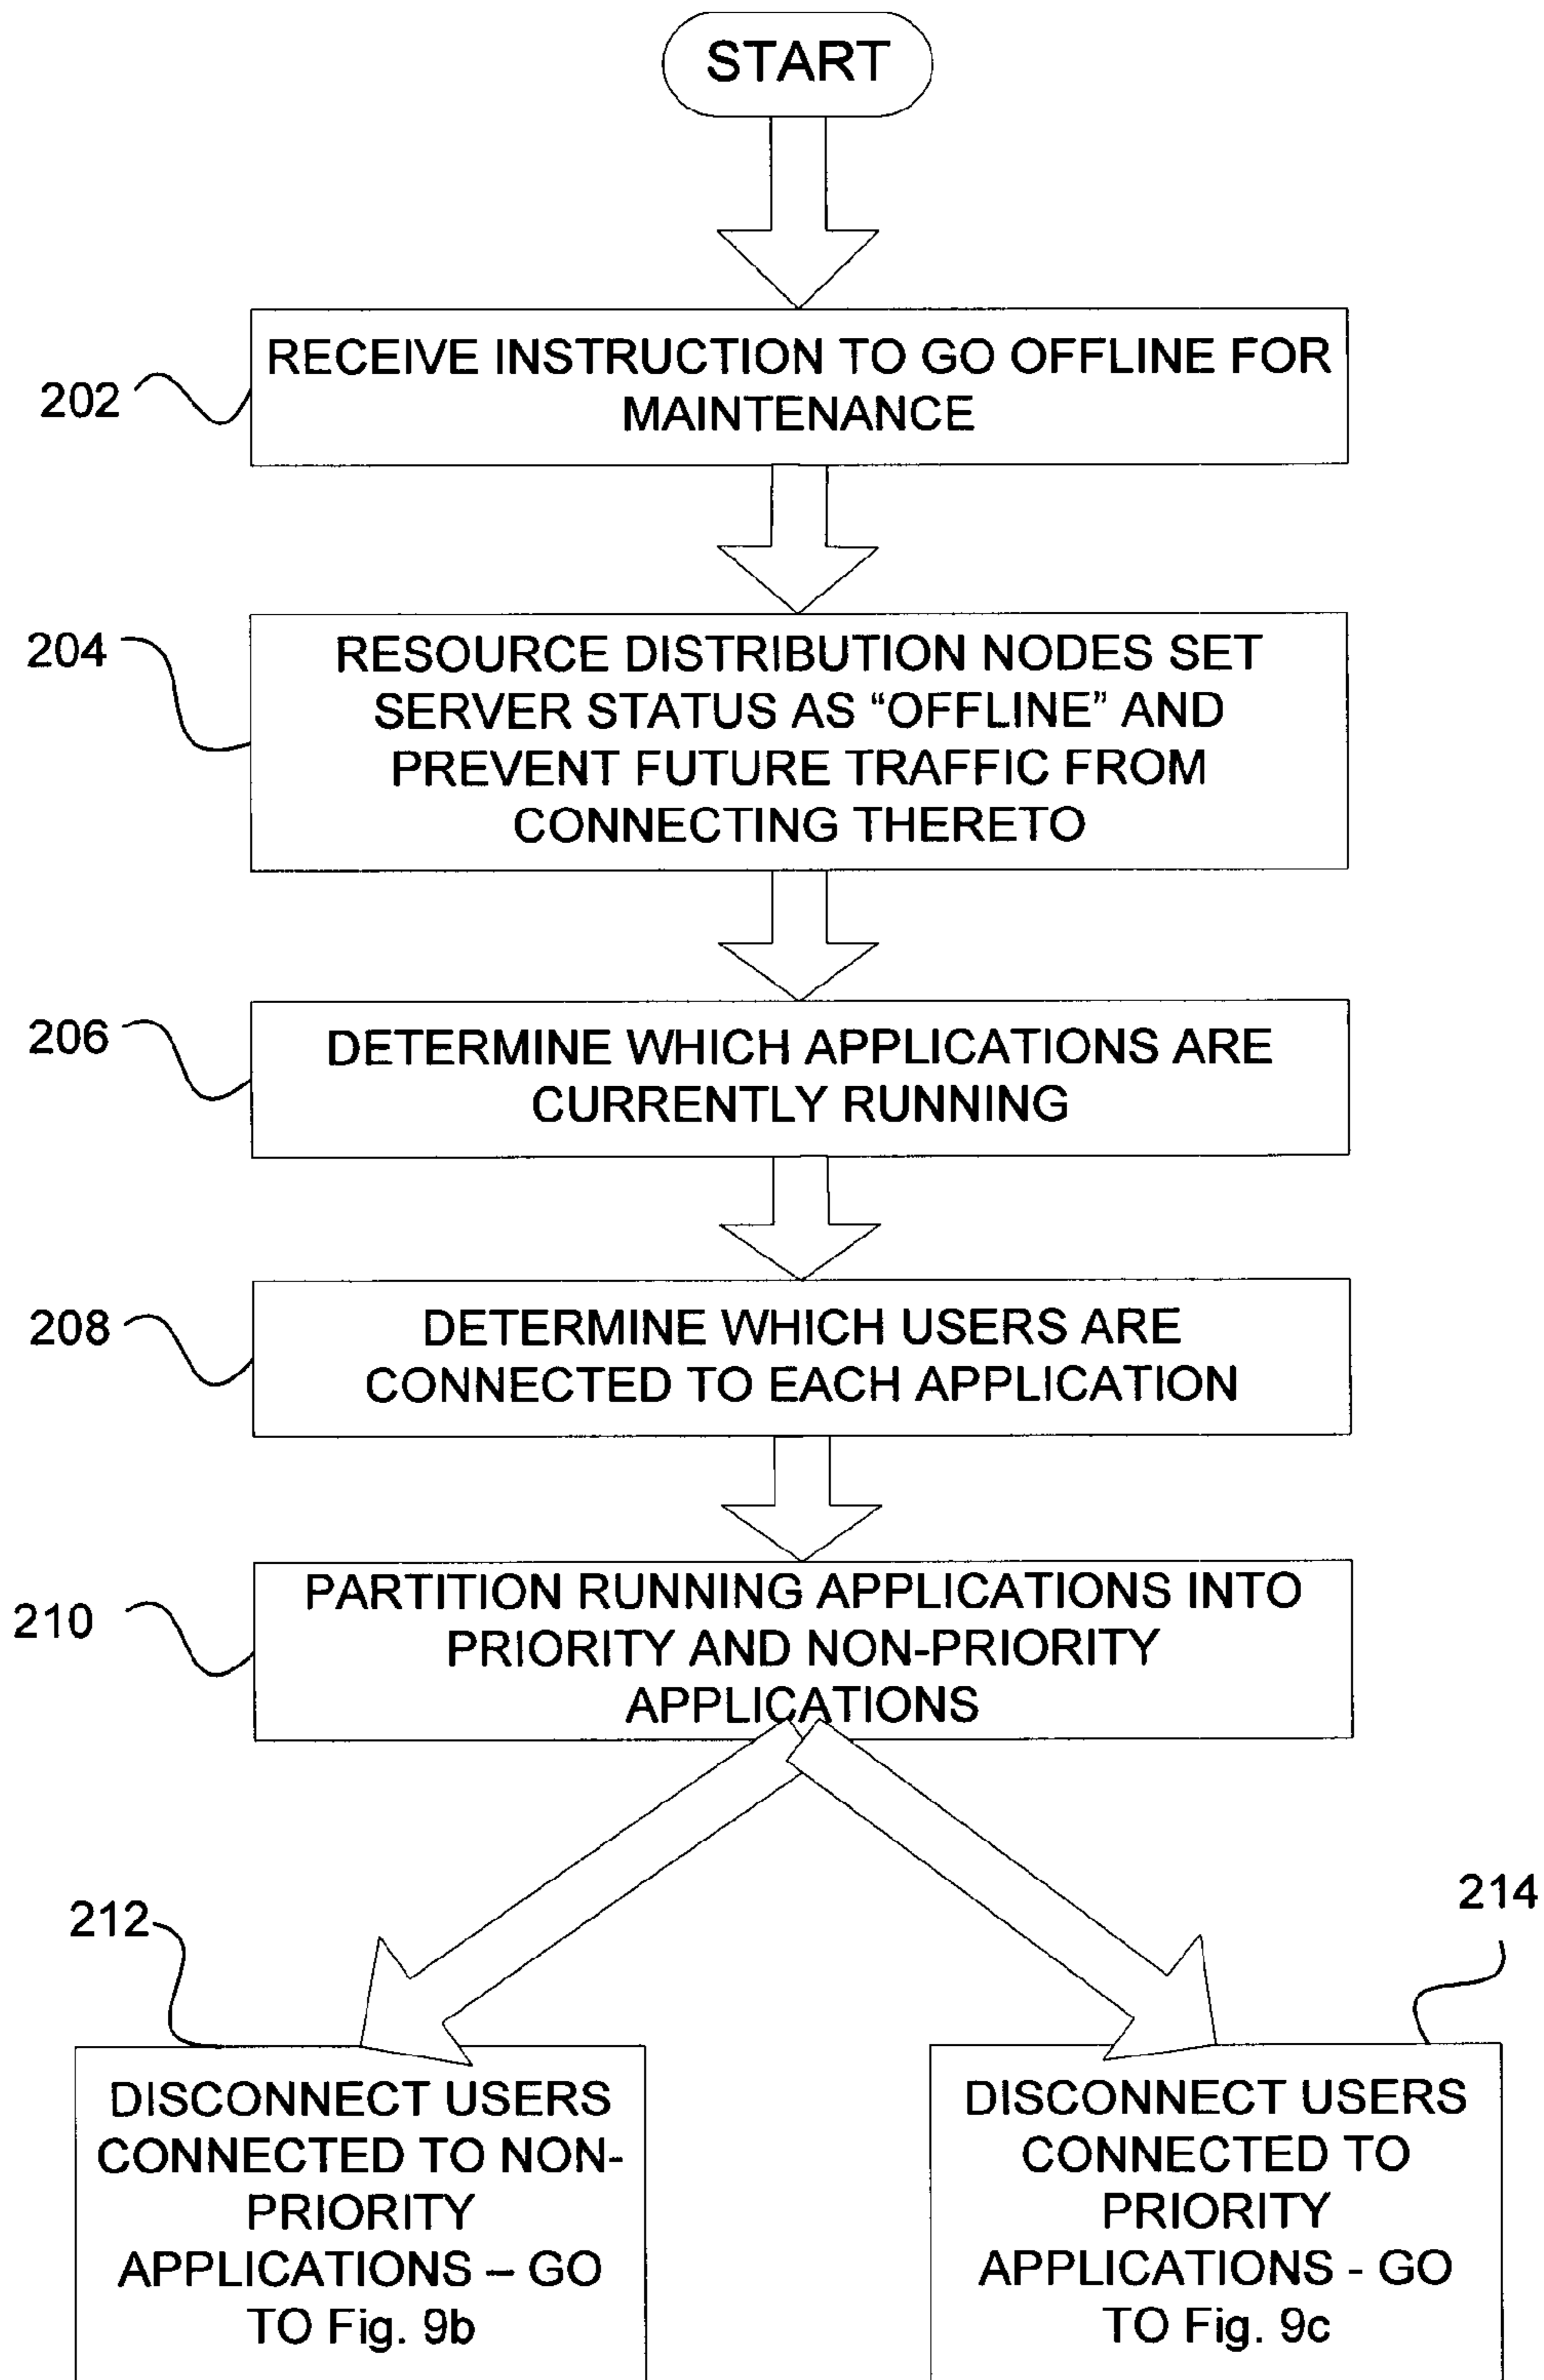 START
RECEIVE INSTRUCTION TO GO OFFLINE FOR
MAINTENANCE
202
204
RESOURCE DISTRIBUTION NODES SET
SERVER STATUS AS “OFFLINE” AND
PREVENT FUTURE TRAFFIC FROM
CONNECTING THERETO
206
DETERMINE WHICH APPLICATIONS ARE
CURRENTLY RUNNING
208
DETERMINE WHICH USERS ARE
CONNECTED TO EACH APPLICATION
210
PARTITION RUNNING APPLICATIONS INTO
PRIORITY AND NON-PRIORITY
APPLICATIONS
212
DISCONNECT USERS
CONNECTED TO NON-
PRIORITY
APPLICATIONS – GO
TO Fig. 9b
214
DISCONNECT USERS
CONNECTED TO
PRIORITY
APPLICATIONS - GO
TO Fig. 9c